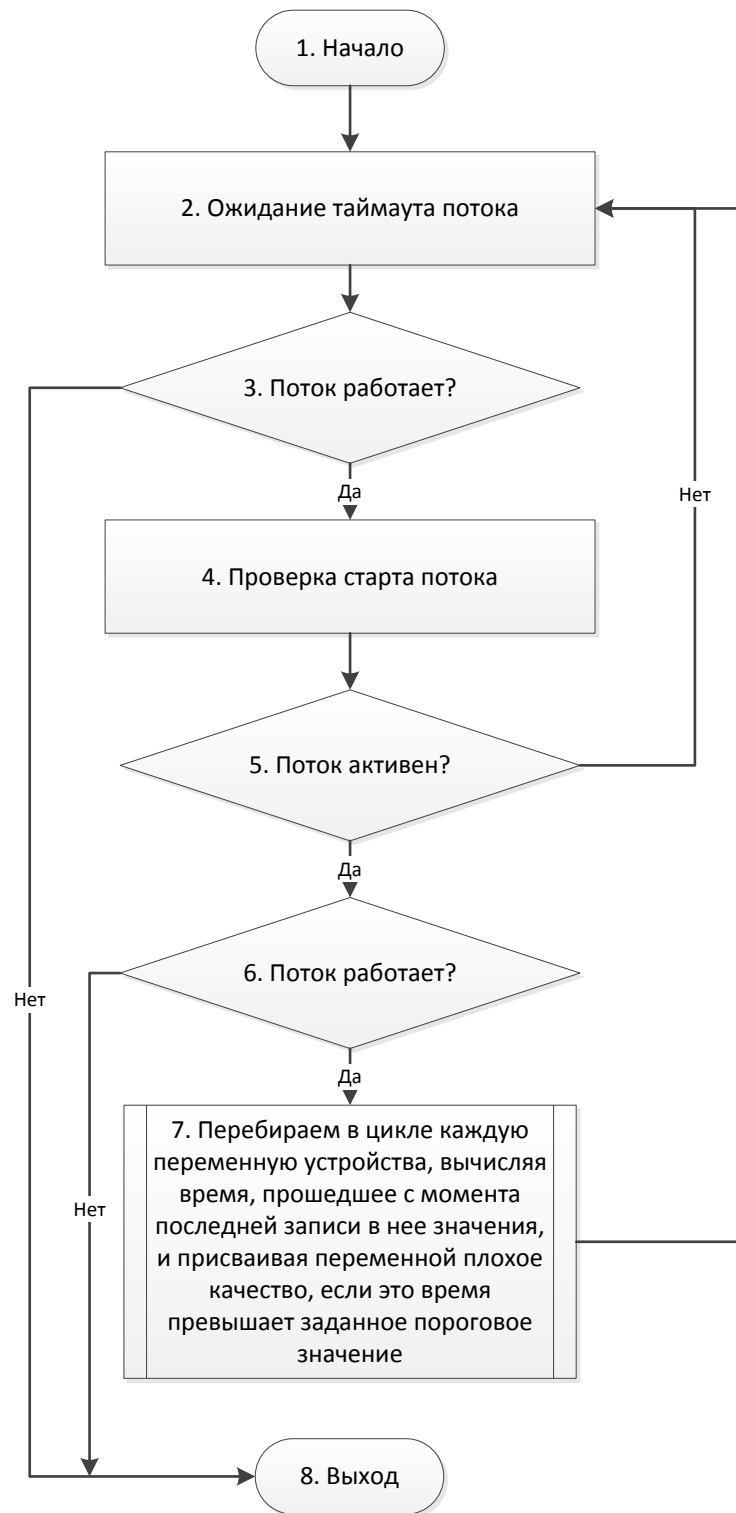 1. Начало
2. Ожидание таймаута потока
3. Поток работает?
Да
Нет
4. Проверка старта потока
5. Поток активен?
Да
6. Поток работает?
Нет
Да
Нет
7. Перебираем в цикле каждую
переменную устройства, вычисляя
время, прошедшее с момента
последней записи в нее значения,
и присваивая переменной плохое
качество, если это время
превышает заданное пороговое
значение
8. Выход